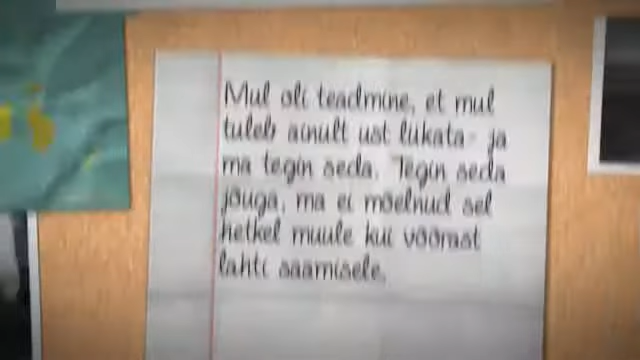 Mul oli teadmine, et mul
tuleb ainult ust lükata - ja
ma tegin seda. Tegin seda
jõuga, ma ei mõelnud sel
hetkel muule kui võõrast
lahti saamisele.